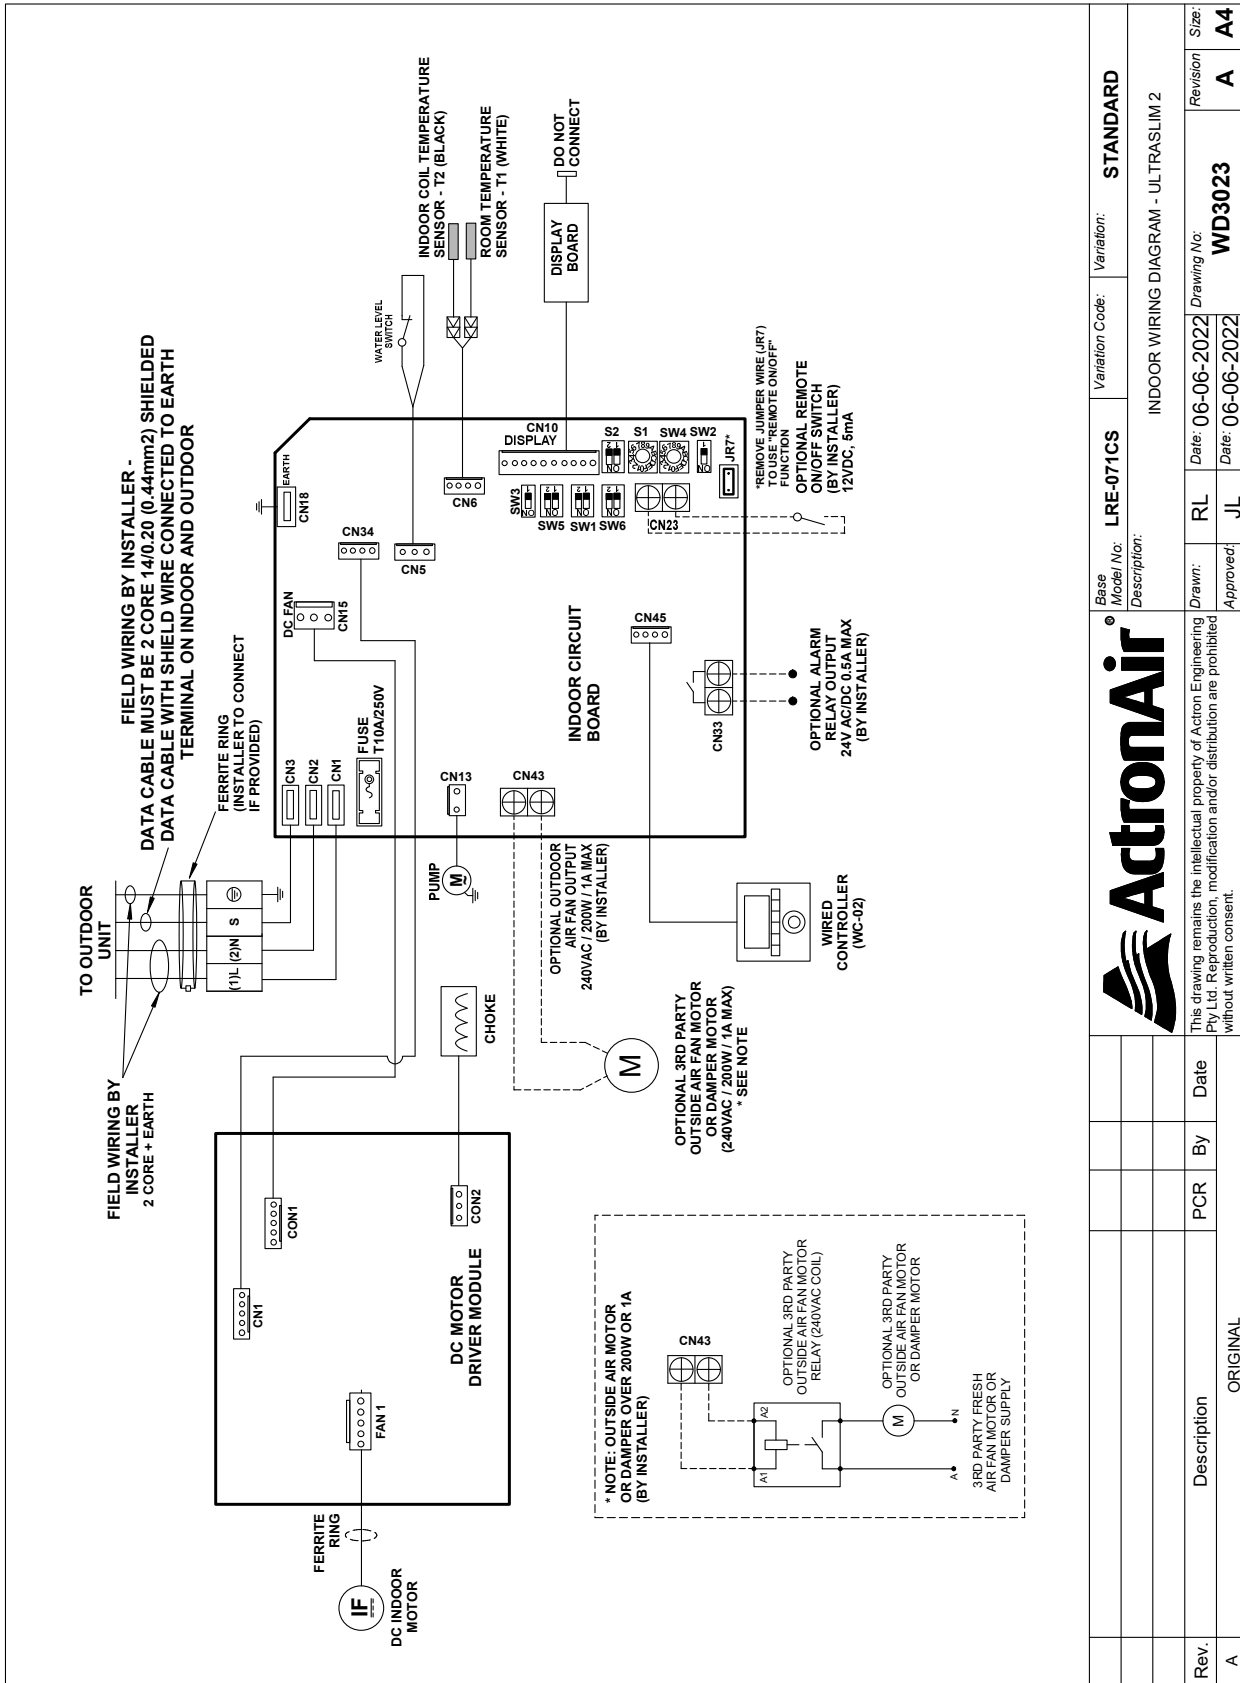 TO OUTDOOR
UNIT
FIELD WIRING BY INSTALLER -
DATA CABLE MUST BE 2 CORE 14/0.20 (0.44mm2) SHIELDED
DATA CABLE WITH SHIELD WIRE CONNECTED TO EARTH
TERMINAL ON INDOOR AND OUTDOOR
FIELD WIRING BY
INSTALLER
2 CORE + EARTH
FERRITE RING
(INSTALLER TO CONNECT
IF PROVIDED)
(1)L
(2)N
S
CN3
CN2
CN1
FUSE
T10A/250V
DC FAN
CN15
EARTH
CN18
CN34
CN5
WATER LEVEL
SWITCH
CN6
INDOOR COIL TEMPERATURE
SENSOR - T2 (BLACK)
ROOM TEMPERATURE
SENSOR - T1 (WHITE)
CN10
DISPLAY
DISPLAY
BOARD
DO NOT
CONNECT
SW3
SW5
SW1
SW6
S2
S1
SW4
SW2
ON
1 2
JR7*
*REMOVE JUMPER WIRE (JR7)
TO USE "REMOTE ON/OFF"
FUNCTION
CN23
OPTIONAL REMOTE
ON/OFF SWITCH
(BY INSTALLER)
12VDC, 5mA
INDOOR CIRCUIT
BOARD
CN45
CN33
OPTIONAL ALARM
RELAY OUTPUT
24V AC/DC 0.5A MAX
(BY INSTALLER)
CN13
PUMP
M
CN43
OPTIONAL OUTDOOR
AIR FAN OUTPUT
240VAC / 200W / 1A MAX
(BY INSTALLER)
WIRED
CONTROLLER
(WC-02)
M
OPTIONAL 3RD PARTY
OUTSIDE AIR FAN MOTOR
OR DAMPER MOTOR
(240VAC / 200W / 1A MAX)
* SEE NOTE
CHOKE
CN1
CON1
CON2
FAN 1
DC MOTOR
DRIVER MODULE
FERRITE
RING
IF
DC INDOOR
MOTOR
* NOTE: OUTSIDE AIR MOTOR
OR DAMPER OVER 200W OR 1A
(BY INSTALLER)
CN43
A1
A2
OPTIONAL 3RD PARTY
OUTSIDE AIR FAN MOTOR
RELAY (240VAC COIL)
M
OPTIONAL 3RD PARTY
OUTSIDE AIR FAN MOTOR
OR DAMPER MOTOR
A
N
3RD PARTY FRESH
AIR FAN MOTOR OR
DAMPER SUPPLY
Rev.
Description
PCR
By
Date
A
ORIGINAL
ActronAir®
This drawing remains the intellectual property of Actron Engineering
Pty Ltd. Reproduction, modification and/or distribution are prohibited
without written consent.
Base
Model No: LRE-071CS
Variation Code:
Variation: STANDARD
Description:
INDOOR WIRING DIAGRAM - ULTRASLIM 2
Drawn: RL
Date: 06-06-2022
Approved: JL
Date: 06-06-2022
Drawing No:
WD3023
Revision
A
Size:
A4